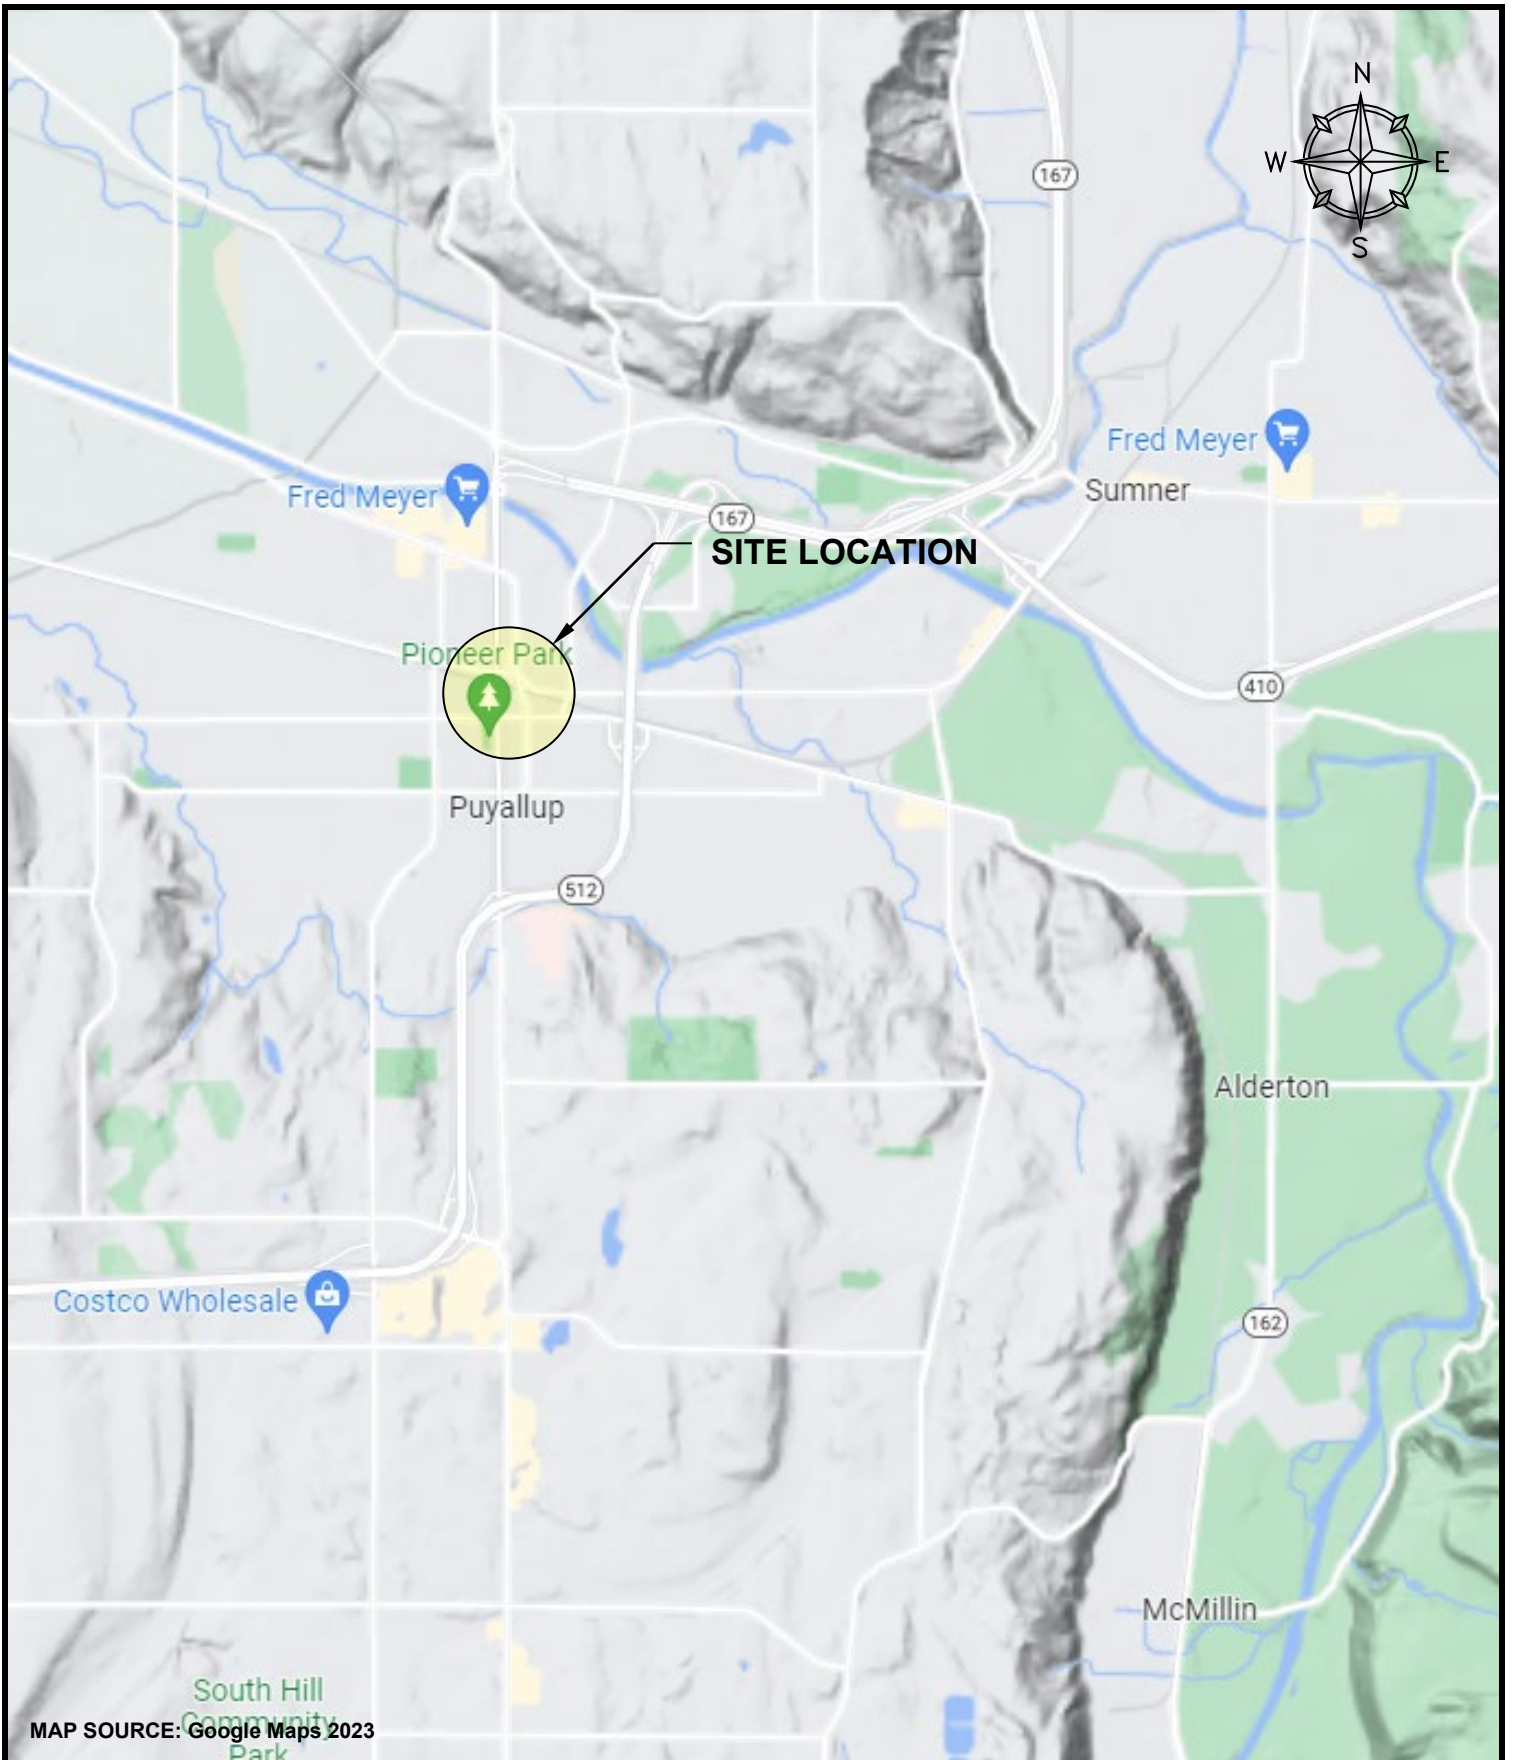 N
W
E
S
167
Fred Meyer
Sumner
Fred Meyer
167
SITE LOCATION
Pioneer Park
410
Puyallup
512
Alderton
Costco Wholesale
162
McMillin
South Hill
Community
Park
MAP SOURCE: Google Maps 2023